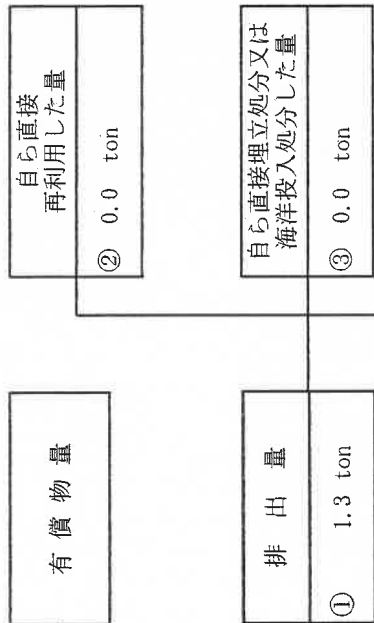 有 償 物 量
排 出 量
① 1.3 ton
自ら直接
再利用した量
② 0.0 ton
自ら直接埋立処分又は
海洋投入処分した量
③ 0.0 ton